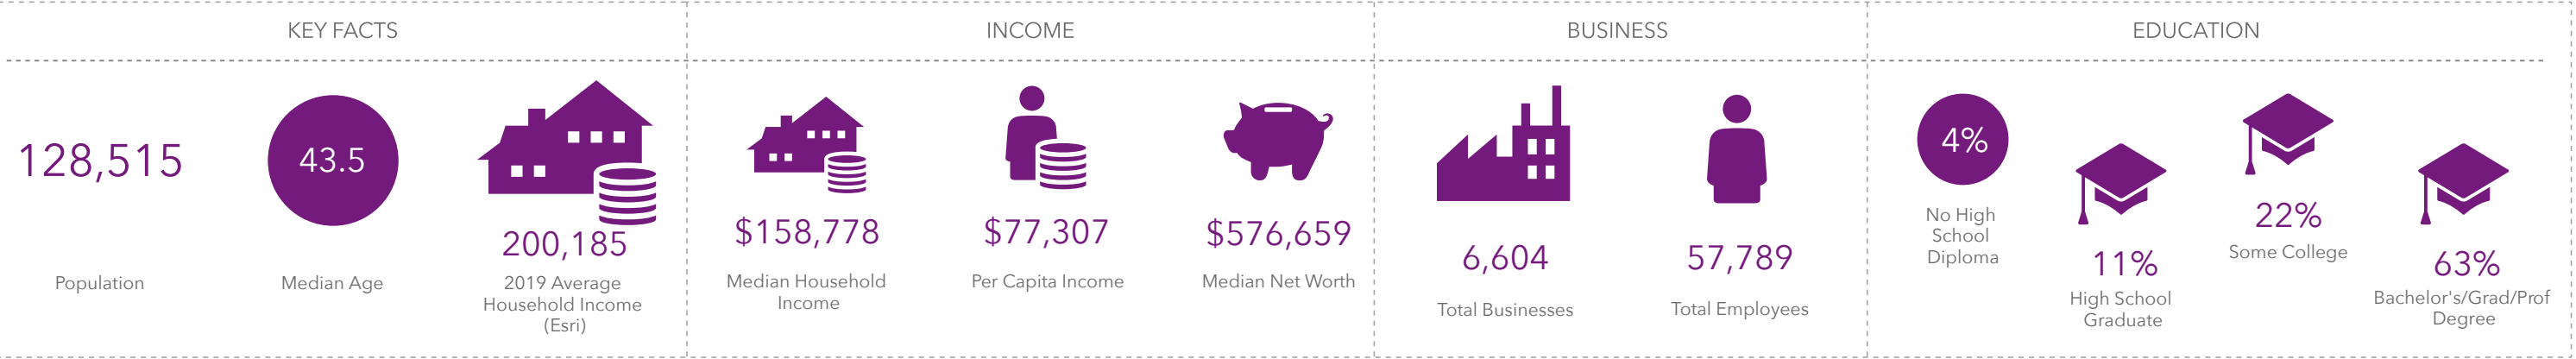 KEY FACTS
128,515
Population
43.5
Median Age
200,185
2019 Average
Household Income
(Esri)
INCOME
$158,778
Median Household
Income
$77,307
Per Capita Income
$576,659
Median Net Worth
BUSINESS
6,604
Total Businesses
57,789
Total Employees
EDUCATION
4%
No High
School
Diploma
11%
High School
Graduate
22%
Some College
63%
Bachelor's/Grad/Prof
Degree